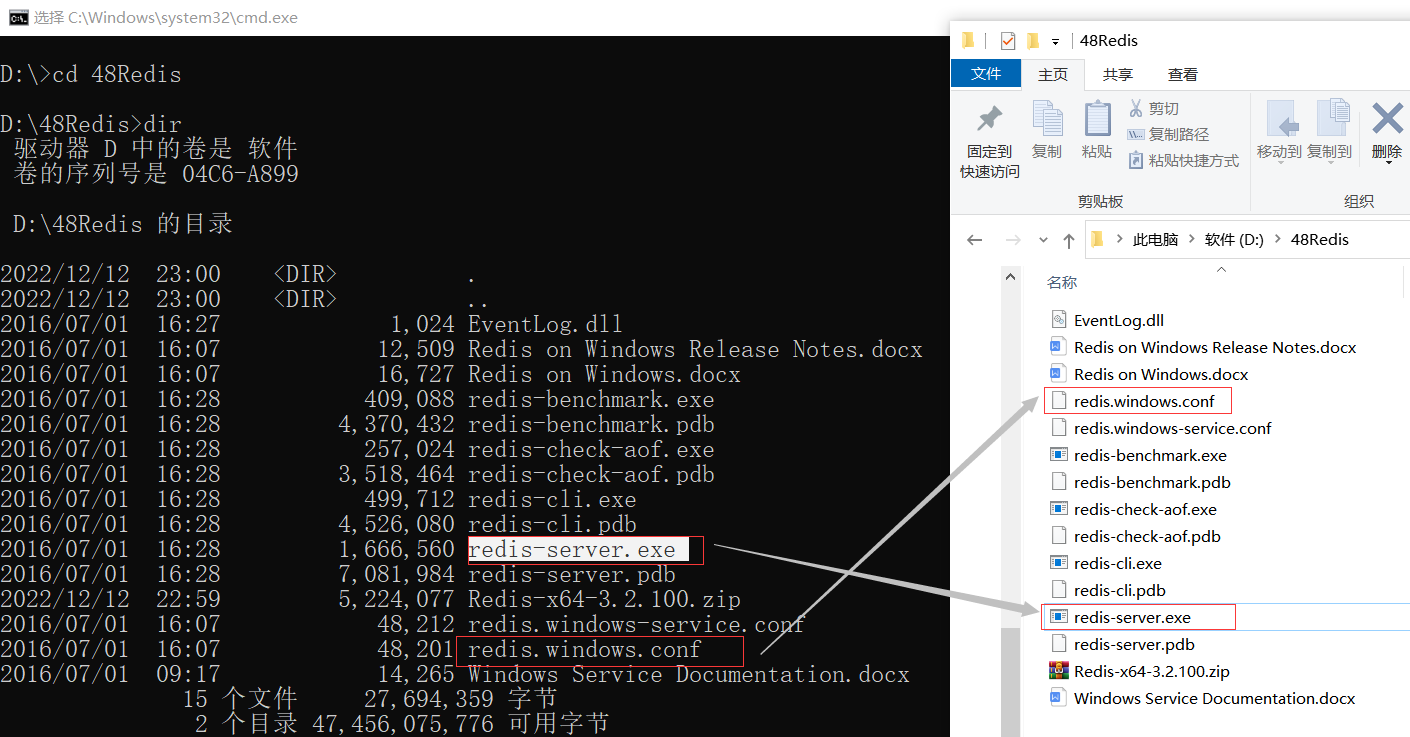 选择 C:\Windows\system32\cmd.exe
D:\>cd 48Redis
D:\48Redis>dir
驱动器 D 中的卷是 软件
卷的序列号是 04C6-A899
D:\48Redis 的目录
2022/12/12  23:00    <DIR>          .
2022/12/12  23:00    <DIR>          ..
2016/07/01  16:27             1,024 EventLog.dll
2016/07/01  16:07            12,509 Redis on Windows Release Notes.docx
2016/07/01  16:07            16,727 Redis on Windows.docx
2016/07/01  16:28           409,088 redis-benchmark.exe
2016/07/01  16:28         4,370,432 redis-benchmark.pdb
2016/07/01  16:28           257,024 redis-check-aof.exe
2016/07/01  16:28         3,518,464 redis-check-aof.pdb
2016/07/01  16:28           499,712 redis-cli.exe
2016/07/01  16:28         4,526,080 redis-cli.pdb
2016/07/01  16:28         1,666,560 redis-server.exe
2016/07/01  16:28         7,081,984 redis-server.pdb
2022/12/12  22:59         5,224,077 Redis-x64-3.2.100.zip
2016/07/01  16:07            48,212 redis.windows-service.conf
2016/07/01  16:07            48,201 redis.windows.conf
2016/07/01  09:17            14,265 Windows Service Documentation.docx
15 个文件     27,694,359 字节
2 个目录 47,456,075,776 可用字节
48Redis
文件 主页 共享 查看
固定到
快速访问
复制
粘贴
剪切
复制路径
粘贴快捷方式
移动到 复制到 删除
剪贴板 组织
此电脑 > 软件 (D:) > 48Redis
名称
EventLog.dll
Redis on Windows Release Notes.docx
Redis on Windows.docx
redis.windows.conf
redis.windows-service.conf
redis-benchmark.exe
redis-benchmark.pdb
redis-check-aof.exe
redis-check-aof.pdb
redis-cli.exe
redis-cli.pdb
redis-server.exe
redis-server.pdb
Redis-x64-3.2.100.zip
Windows Service Documentation.docx